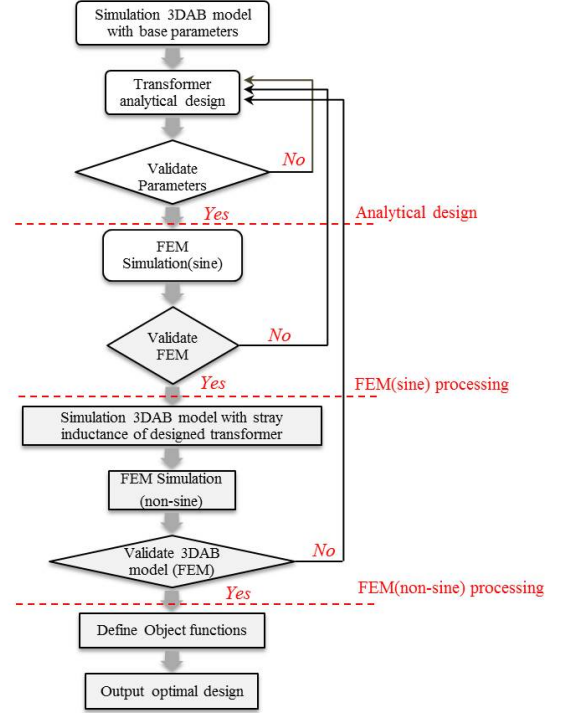 Simulation 3DAB model
with base parameters
Transformer
analytical design
No
Validate
Parameters
Yes
Analytical design
FEM
Simulation(sine)
No
Validate
FEM
Yes
FEM(sine) processing
Simulation 3DAB model with stray
inductance of designed transformer
FEM Simulation
(non-sine)
Validate 3DAB
model (FEM)
No
Yes
FEM(non-sine) processing
Define Object functions
Output optimal design